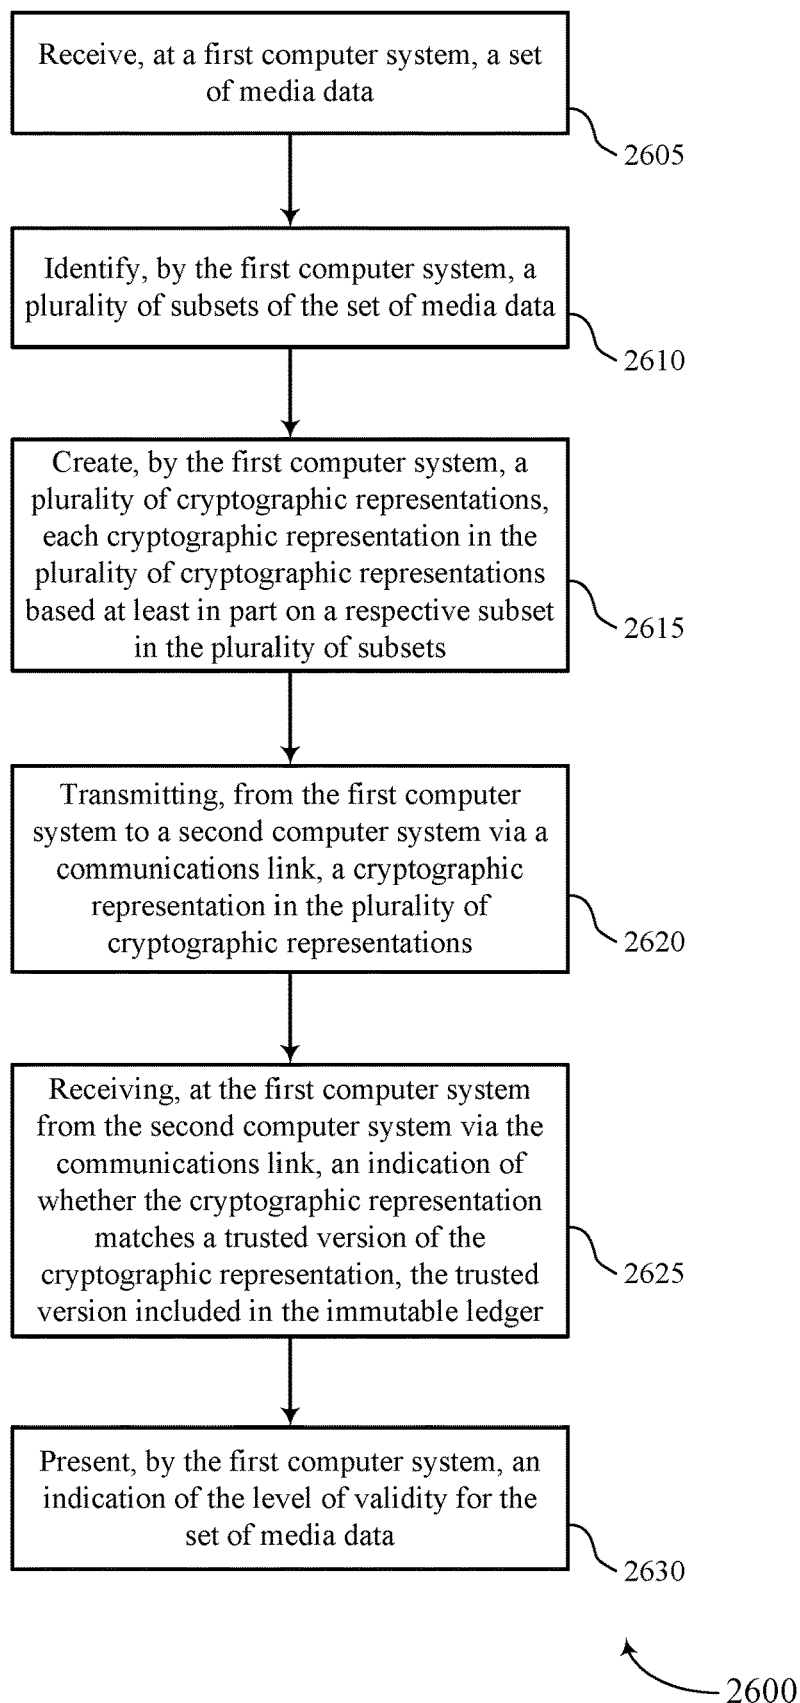 Receive, at a first computer system, a set
of media data
2605
Identify, by the first computer system, a
plurality of subsets of the set of media data
2610
Create, by the first computer system, a
plurality of cryptographic representations,
each cryptographic representation in the
plurality of cryptographic representations
based at least in part on a respective subset
in the plurality of subsets
2615
Transmitting, from the first computer
system to a second computer system via a
communications link, a cryptographic
representation in the plurality of
cryptographic representations
2620
Receiving, at the first computer system
from the second computer system via the
communications link, an indication of
whether the cryptographic representation
matches a trusted version of the
cryptographic representation, the trusted
version included in the immutable ledger
2625
Present, by the first computer system, an
indication of the level of validity for the
set of media data
2630
2600